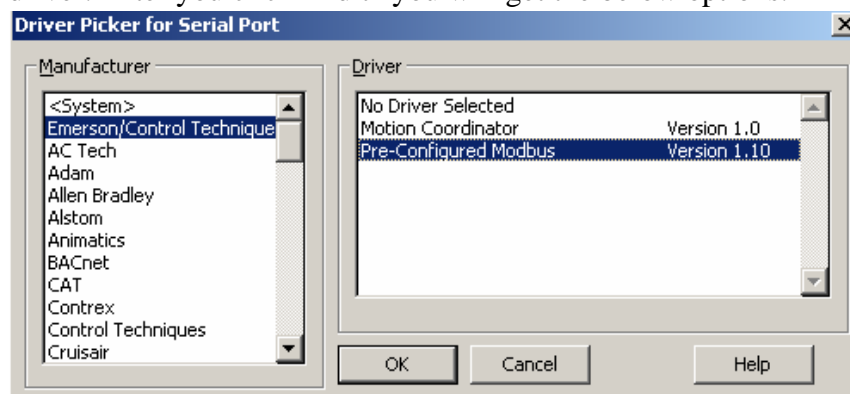 Driver Picker for Serial Port
Manufacturer
<System>
Emerson/Control Technique
AC Tech
Adam
Allen Bradley
Alstom
Animatics
BACnet
CAT
Contrex
Control Techniques
Cruisair
Driver
No Driver Selected
Motion Coordinator Version 1.0
Pre-Configured Modbus Version 1.10
OK Cancel Help